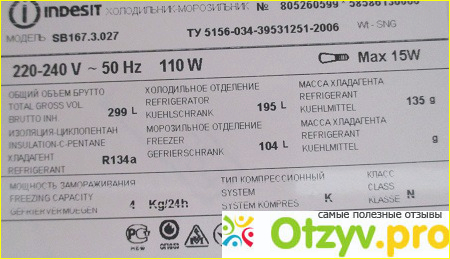 INDESIT ХОЛОДИЛЬНИК-МОРОЗИЛЬНИК № 805260599
МОДЕЛЬ SB167.3.027 ТУ 5156-034-39531251-2006 Wt - SNG
220-240 V ~ 50 Hz 110 W Max 15W
ОБЩИЙ ОБЪЕМ БРУТТО
TOTAL GROSS VOL
BRUTTO INH 299 L
ХОЛОДИЛЬНОЕ ОТДЕЛЕНИЕ
REFRIGERATOR
KUEHLSCHRANK 195 L
МАССА ХЛАДАГЕНТА
REFRIGERANT
KUEHLMITTEL 135 g
ИЗОЛЯЦИЯ-ЦИКЛОПЕНТАН
INSULATION-C-PENTANE
МОРОЗИЛЬНОЕ ОТДЕЛЕНИЕ
FREEZER
GEFRIERSCHRANK 104 L
МАССА ХЛАДАГЕНТА
REFRIGERANT
KUEHLMITTEL g
ХЛАДАГЕНТ
REFRIGERANT R134a
МОЩНОСТЬ ЗАМОРАЖИВАНИЯ
FREEZING CAPACITY
GEFRIERVERMOEGEN 4 Kg/24h
ТИП КОМПРЕССИОННЫЙ
SYSTEM
SYSTEM KOMPRES K
КЛАСС
CLASS
KLASSE N
самые полезные отзывы
Otzyv.pro